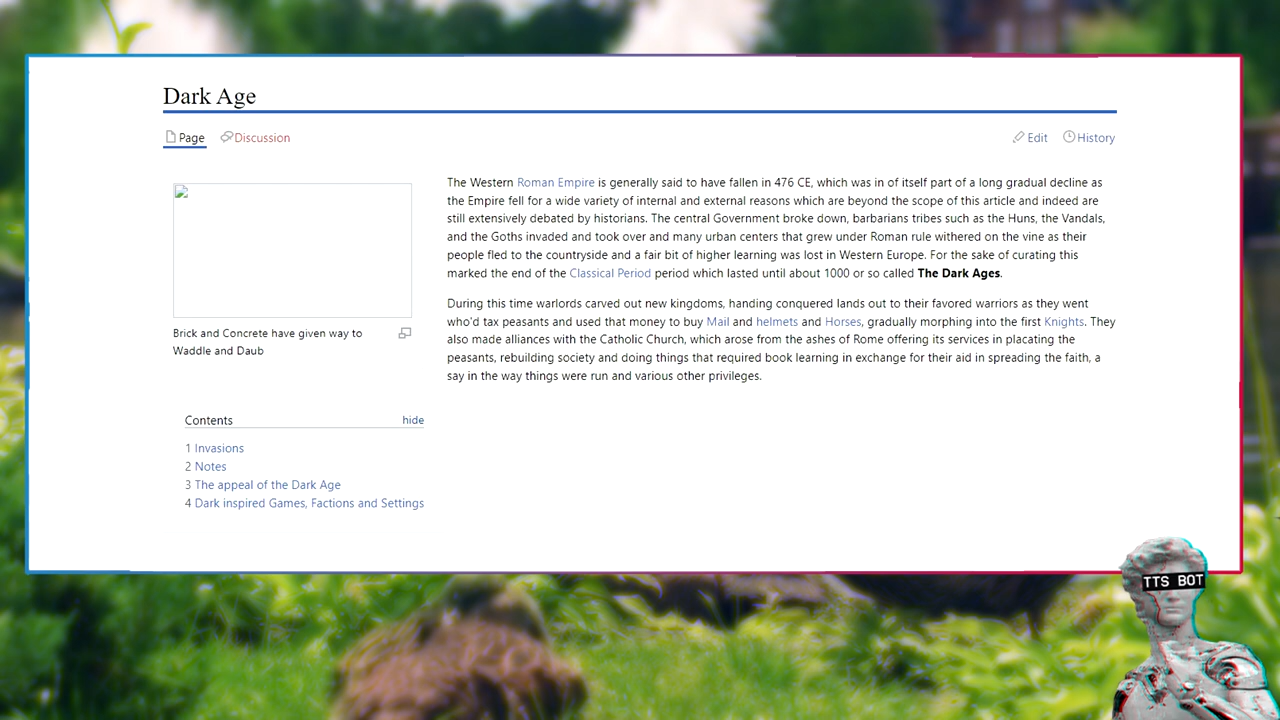 Dark Age
Page
Discussion
Edit
History
The Western Roman Empire is generally said to have fallen in 476 CE, which was in of itself part of a long gradual decline as
the Empire fell for a wide variety of internal and external reasons which are beyond the scope of this article and indeed are
still extensively debated by historians. The central Government broke down, barbarians tribes such as the Huns, the Vandals,
and the Goths invaded and took over and many urban centers that grew under Roman rule withered on the vine as their
people fled to the countryside and a fair bit of higher learning was lost in Western Europe. For the sake of curating this
marked the end of the Classical Period period which lasted until about 1000 or so called The Dark Ages.
During this time warlords carved out new kingdoms, handing conquered lands out to their favored warriors as they went
who'd tax peasants and used that money to buy Mail and helmets and Horses, gradually morphing into the first Knights. They
also made alliances with the Catholic Church, which arose from the ashes of Rome offering its services in placating the
peasants, rebuilding society and doing things that required book learning in exchange for their aid in spreading the faith, a
say in the way things were run and various other privileges.
Brick and Concrete have given way to
Waddle and Daub
Contents
hide
1 Invasions
2 Notes
3 The appeal of the Dark Age
4 Dark inspired Games, Factions and Settings
TTS BOT